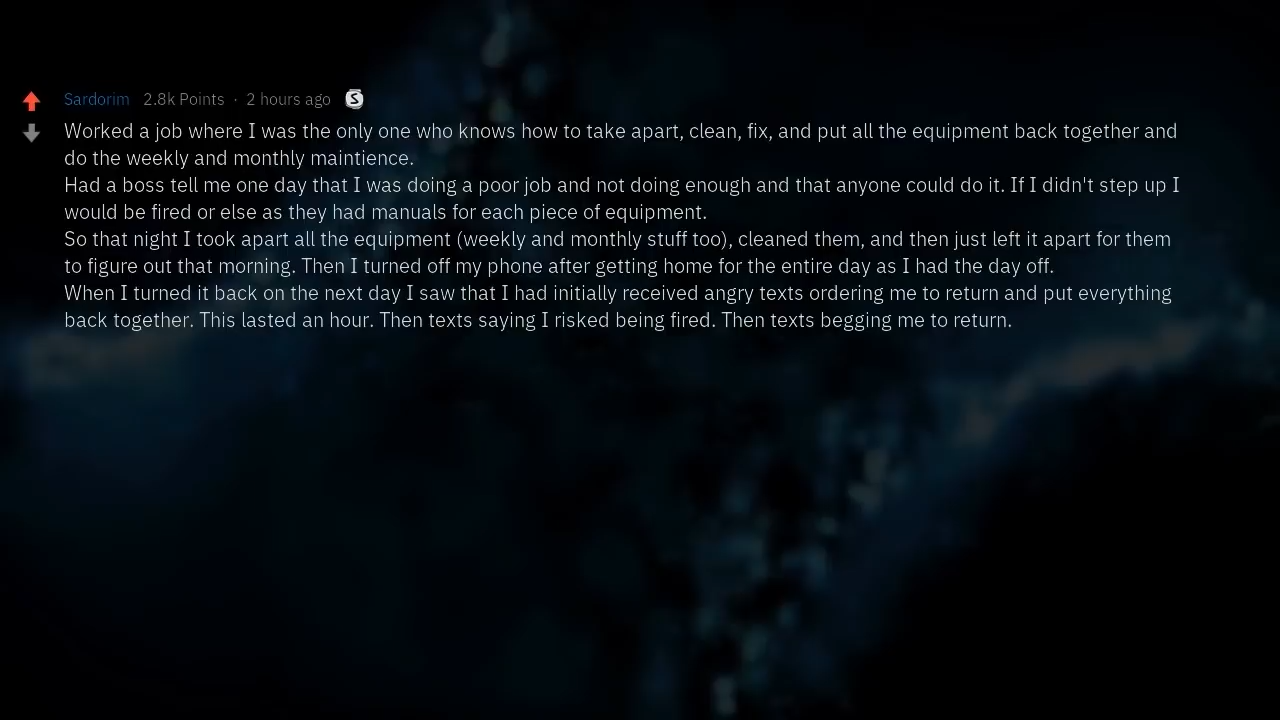 Sardorim 2.8k Points · 2 hours ago S
Worked a job where I was the only one who knows how to take apart, clean, fix, and put all the equipment back together and
do the weekly and monthly maintience.
Had a boss tell me one day that I was doing a poor job and not doing enough and that anyone could do it. If I didn't step up I
would be fired or else as they had manuals for each piece of equipment.
So that night I took apart all the equipment (weekly and monthly stuff too), cleaned them, and then just left it apart for them
to figure out that morning. Then I turned off my phone after getting home for the entire day as I had the day off.
When I turned it back on the next day I saw that I had initially received angry texts ordering me to return and put everything
back together. This lasted an hour. Then texts saying I risked being fired. Then texts begging me to return.